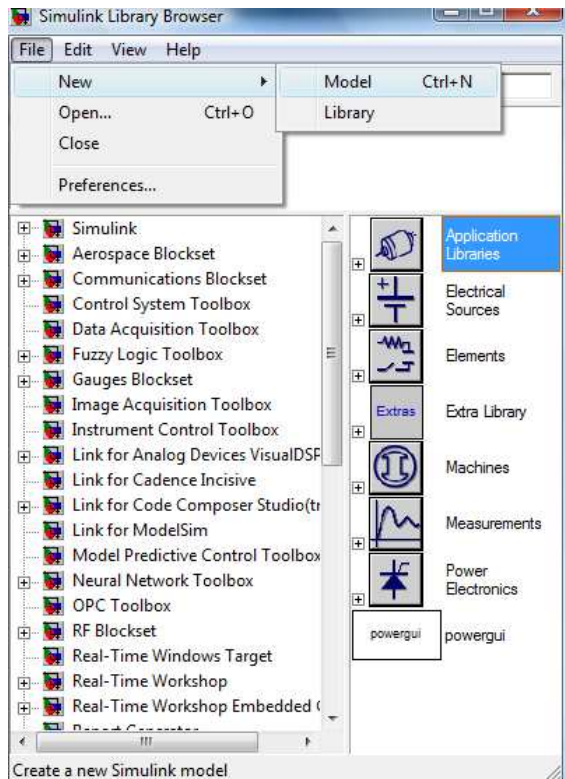 Simulink Library Browser
File Edit View Help
New
Open... Ctrl+O
Close
Preferences...
Model Ctrl+N
Library
Simulink
Aerospace Blockset
Communications Blockset
Control System Toolbox
Data Acquisition Toolbox
Fuzzy Logic Toolbox
Gauges Blockset
Image Acquisition Toolbox
Instrument Control Toolbox
Link for Analog Devices VisualDSP
Link for Cadence Incisive
Link for Code Composer Studio(tr
Link for ModelSim
Model Predictive Control Toolbox
Neural Network Toolbox
OPC Toolbox
RF Blockset
Real-Time Windows Target
Real-Time Workshop
Real-Time Workshop Embedded
Report Generator
Application
Libraries
Electrical
Sources
Elements
Extras Extra Library
Machines
Measurements
Power
Electronics
powergui powergui
Create a new Simulink model